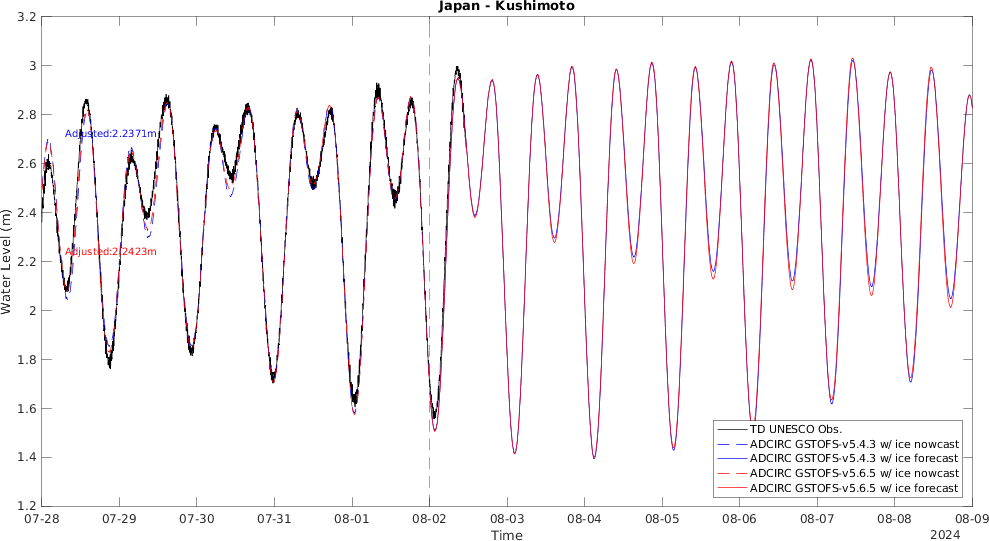 Japan - Kushimoto
3.2
3
2.8
2.6
2.4
2.2
2
1.8
1.6
1.4
1.2
Water Level (m)
Adjusted:2.2371m
Adjusted:2.2423m
TD UNESCO Obs.
ADCIRC GSTOFS-v5.4.3 w/ ice nowcast
ADCIRC GSTOFS-v5.4.3 w/ ice forecast
ADCIRC GSTOFS-v5.6.5 w/ ice nowcast
ADCIRC GSTOFS-v5.6.5 w/ ice forecast
07-28 07-29 07-30 07-31 08-01 08-02 08-03 08-04 08-05 08-06 08-07 08-08 08-09
Time
2024